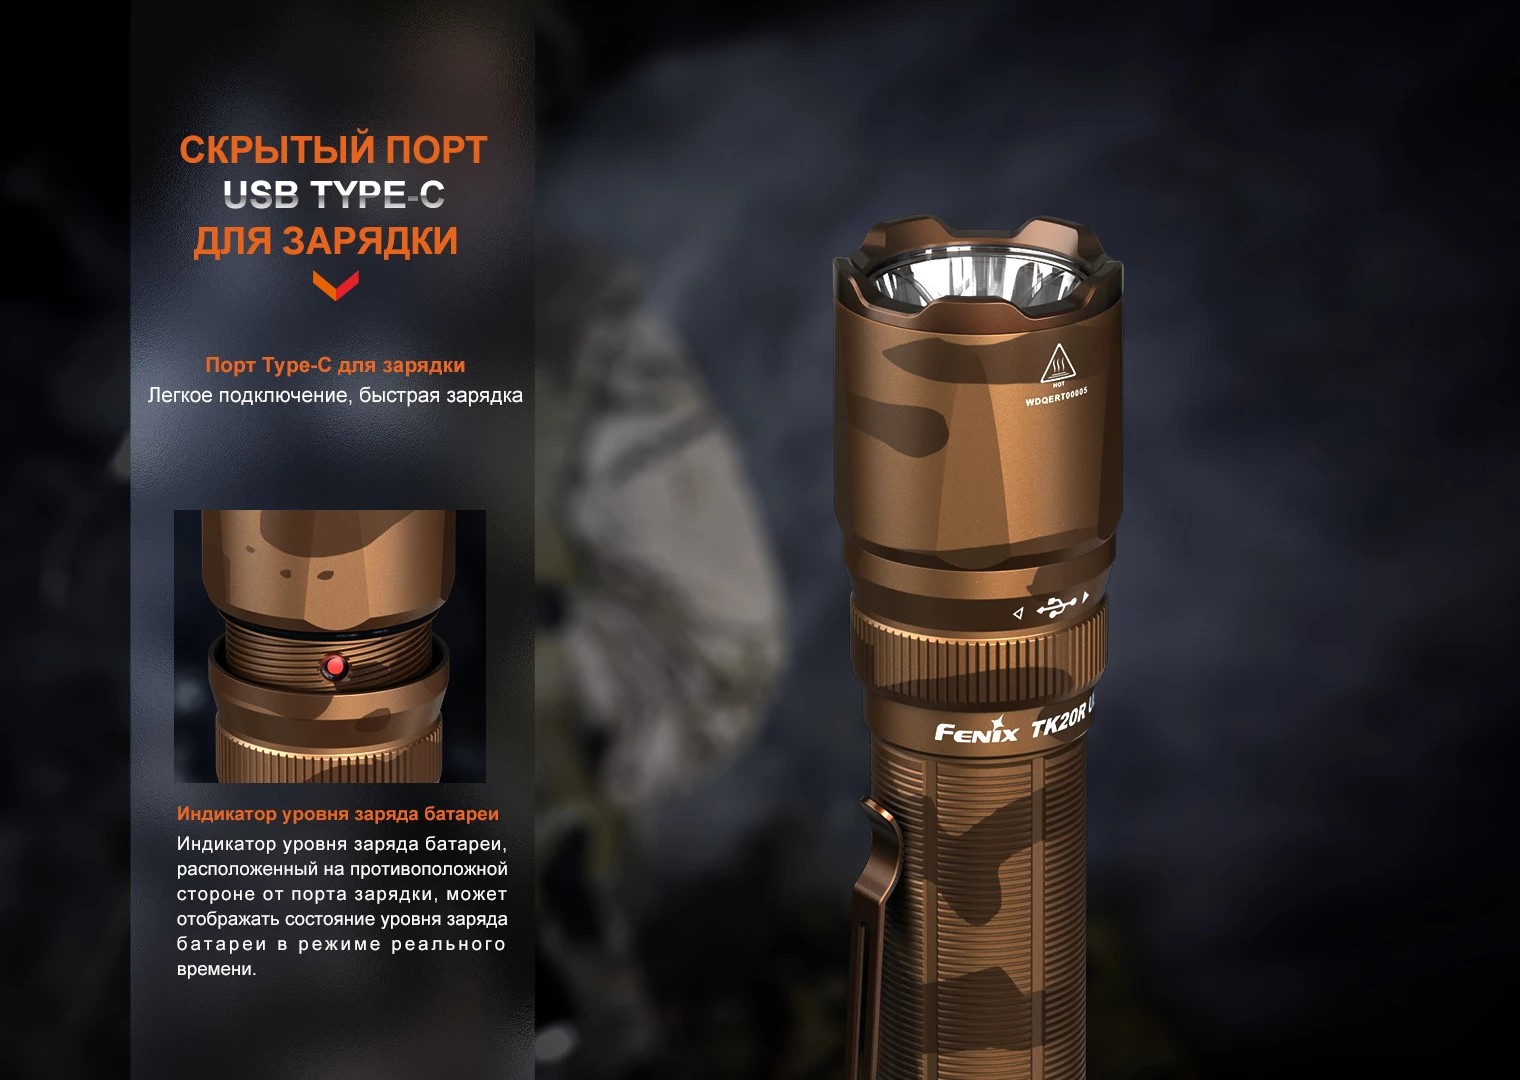 СКРЫТЫЙ ПОРТ
USB TYPE-C
ДЛЯ ЗАРЯДКИ
Порт Type-C для зарядки
Легкое подключение, быстрая зарядка
Индикатор уровня заряда батареи
Индикатор уровня заряда батареи,
расположенный на противоположной
стороне от порта зарядки, может
отображать состояние уровня заряда
батареи в режиме реального
времени.
HOT
WDQERT00005
FENIX TK20R